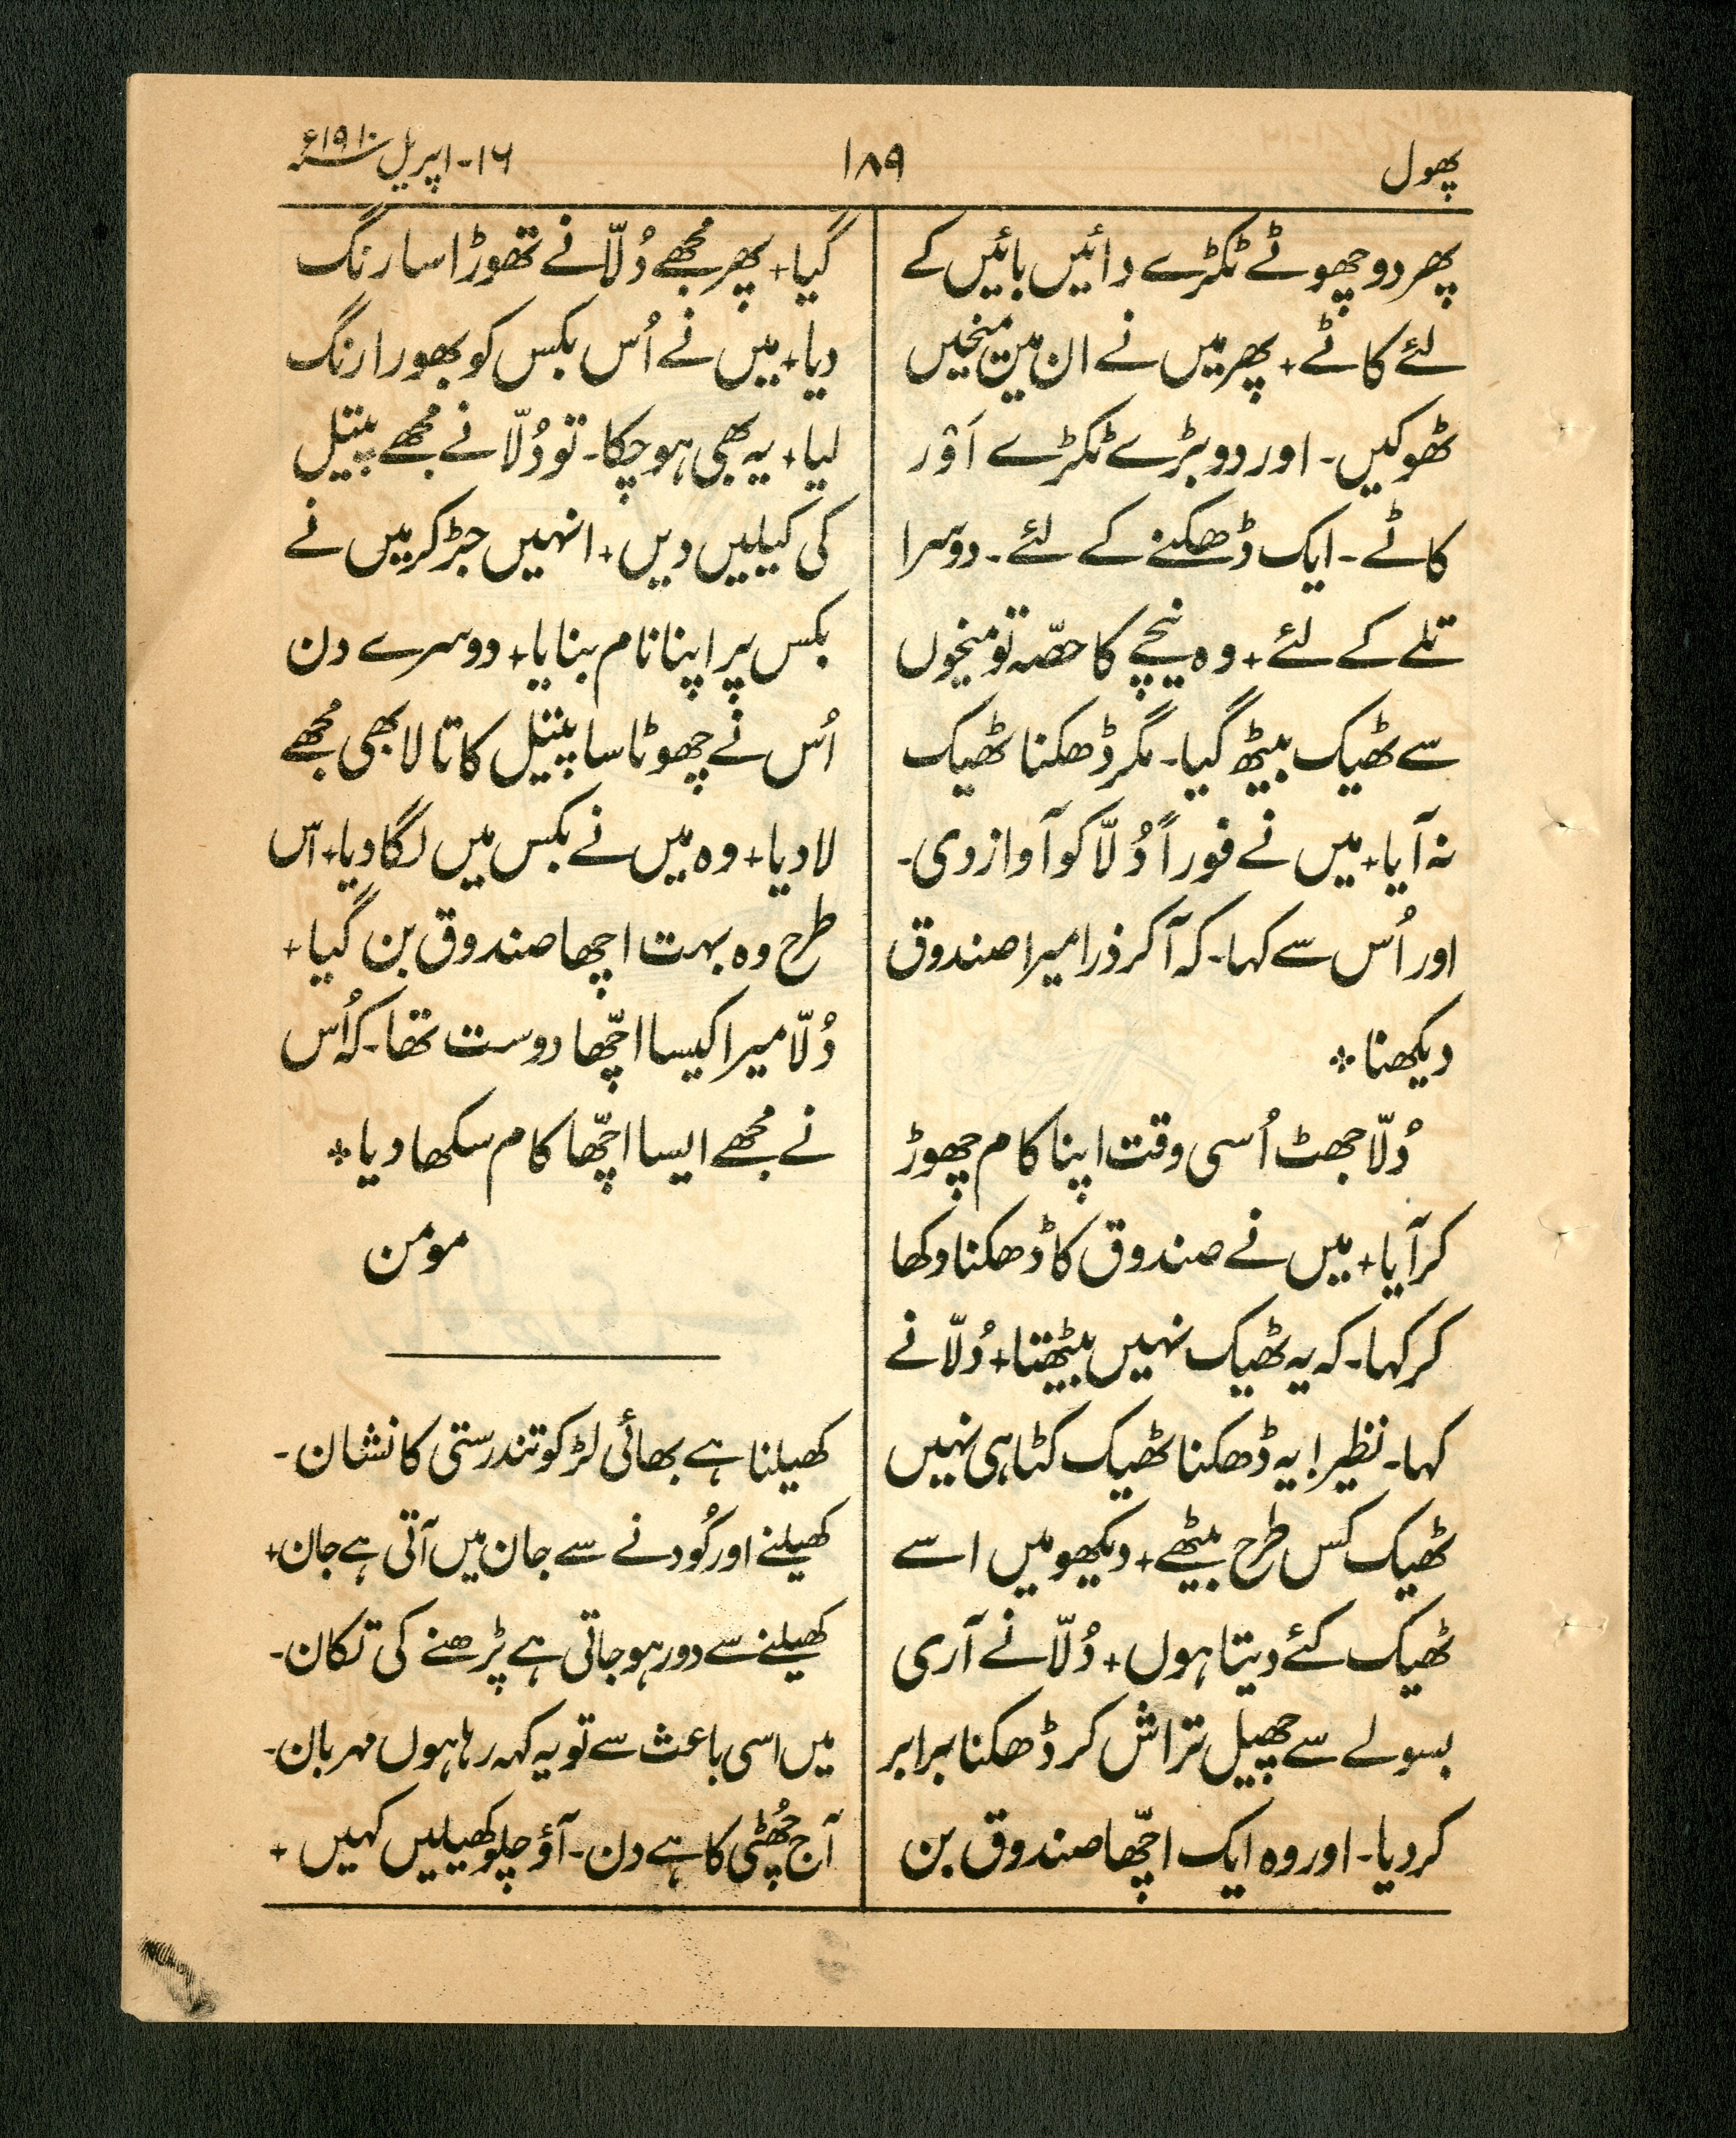 پھول
۱۸۹
۱۶-اپریل سنہ ۱۹۱۰ء
پھر دو چھوٹے ٹکڑے دائیں بائیں کے
لئے کاٹے+ پھر میں نے ان میں میخیں
ٹھوکیں۔ اور دو بڑے ٹکڑے اَوْر
کاٹے۔ ایک ڈھکنے کے لئے۔ دوسرا
تلے کے لئے+ وہ نیچے کا حصّہ تو میخوں
سے ٹھیک بیٹھ گیا۔ مگر ڈھکنا ٹھیک
نہ آیا+ میں نے فوراً دُلّا کو آواز دی۔
اور اُس سے کہا۔ کہ آکر ذرا میرا صندوق
دیکھنا ❖
دُلّا جھٹ اُسی وقت اپنا کام چھوڑ
کر آیا+ میں نے صندوق کا ڈھکنا دکھا
کر کہا۔ کہ یہ ٹھیک نہیں بیٹھتا+ دُلّا نے
کہا۔ نظیر! یہ ڈھکنا ٹھیک کٹا ہی نہیں
ٹھیک کس طرح بیٹھے+ دیکھو میں اسے
ٹھیک کئے دیتا ہوں+ دُلّا نے آری
بسولے سے چھیل تراش کر ڈھکنا برابر
کر دیا۔ اور وہ ایک اچّھا صندوق بن
گیا+ پھر مجھے دُلّا نے تھوڑا سا رنگ
دیا+ میں نے اُس بکس کو بھورا رنگ
لیا+ یہ بھی ہو چکا۔ تو دُلّا نے مجھے پیتل
کی کیلیں دیں+ انہیں جڑ کر میں نے
بکس پر اپنا نام بنایا+ دوسرے دن
اُس نے چھوٹا سا پیتل کا تالا بھی مجھے
لا دیا+ وہ میں نے بکس میں لگا دیا+ اس
طرح وہ بہت اچھا صندوق بن گیا+
دُلّا میرا کیسا اچّھا دوست تھا۔ کہ اُس
نے مجھے ایسا اچّھا کام سکھا دیا ❖
مومن
کھیلنا ہے بھائی لڑکو تندرستی کا نشان۔
کھیلنے اور کُودنے سے جان میں آتی ہے جان+
کھیلنے سے دور ہو جاتی ہے پڑھنے کی تکان۔
میں اسی باعث سے تو یہ کہہ رہا ہوں مہربان۔
آج چُھٹی کا ہے دن۔ آؤ چلو کھیلیں کہیں +